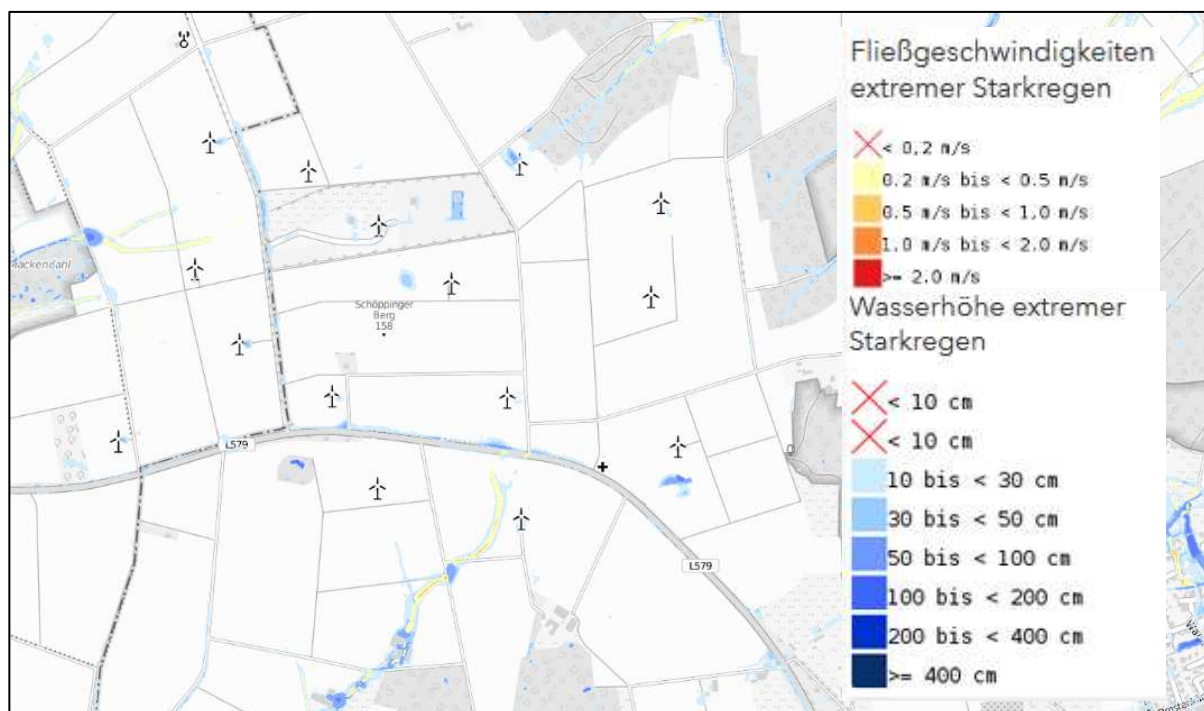 Fließgeschwindigkeiten
extremer Starkregen
< 0,2 m/s
0.2 m/s bis < 0.5 m/s
0.5 m/s bis < 1.0 m/s
1.0 m/s bis < 2.0 m/s
>= 2.0 m/s
Wasserhöhe extremer
Starkregen
< 10 cm
< 10 cm
10 bis < 30 cm
30 bis < 50 cm
50 bis < 100 cm
100 bis < 200 cm
200 bis < 400 cm
>= 400 cm
Schöppinger
Berg
158
L579
L579